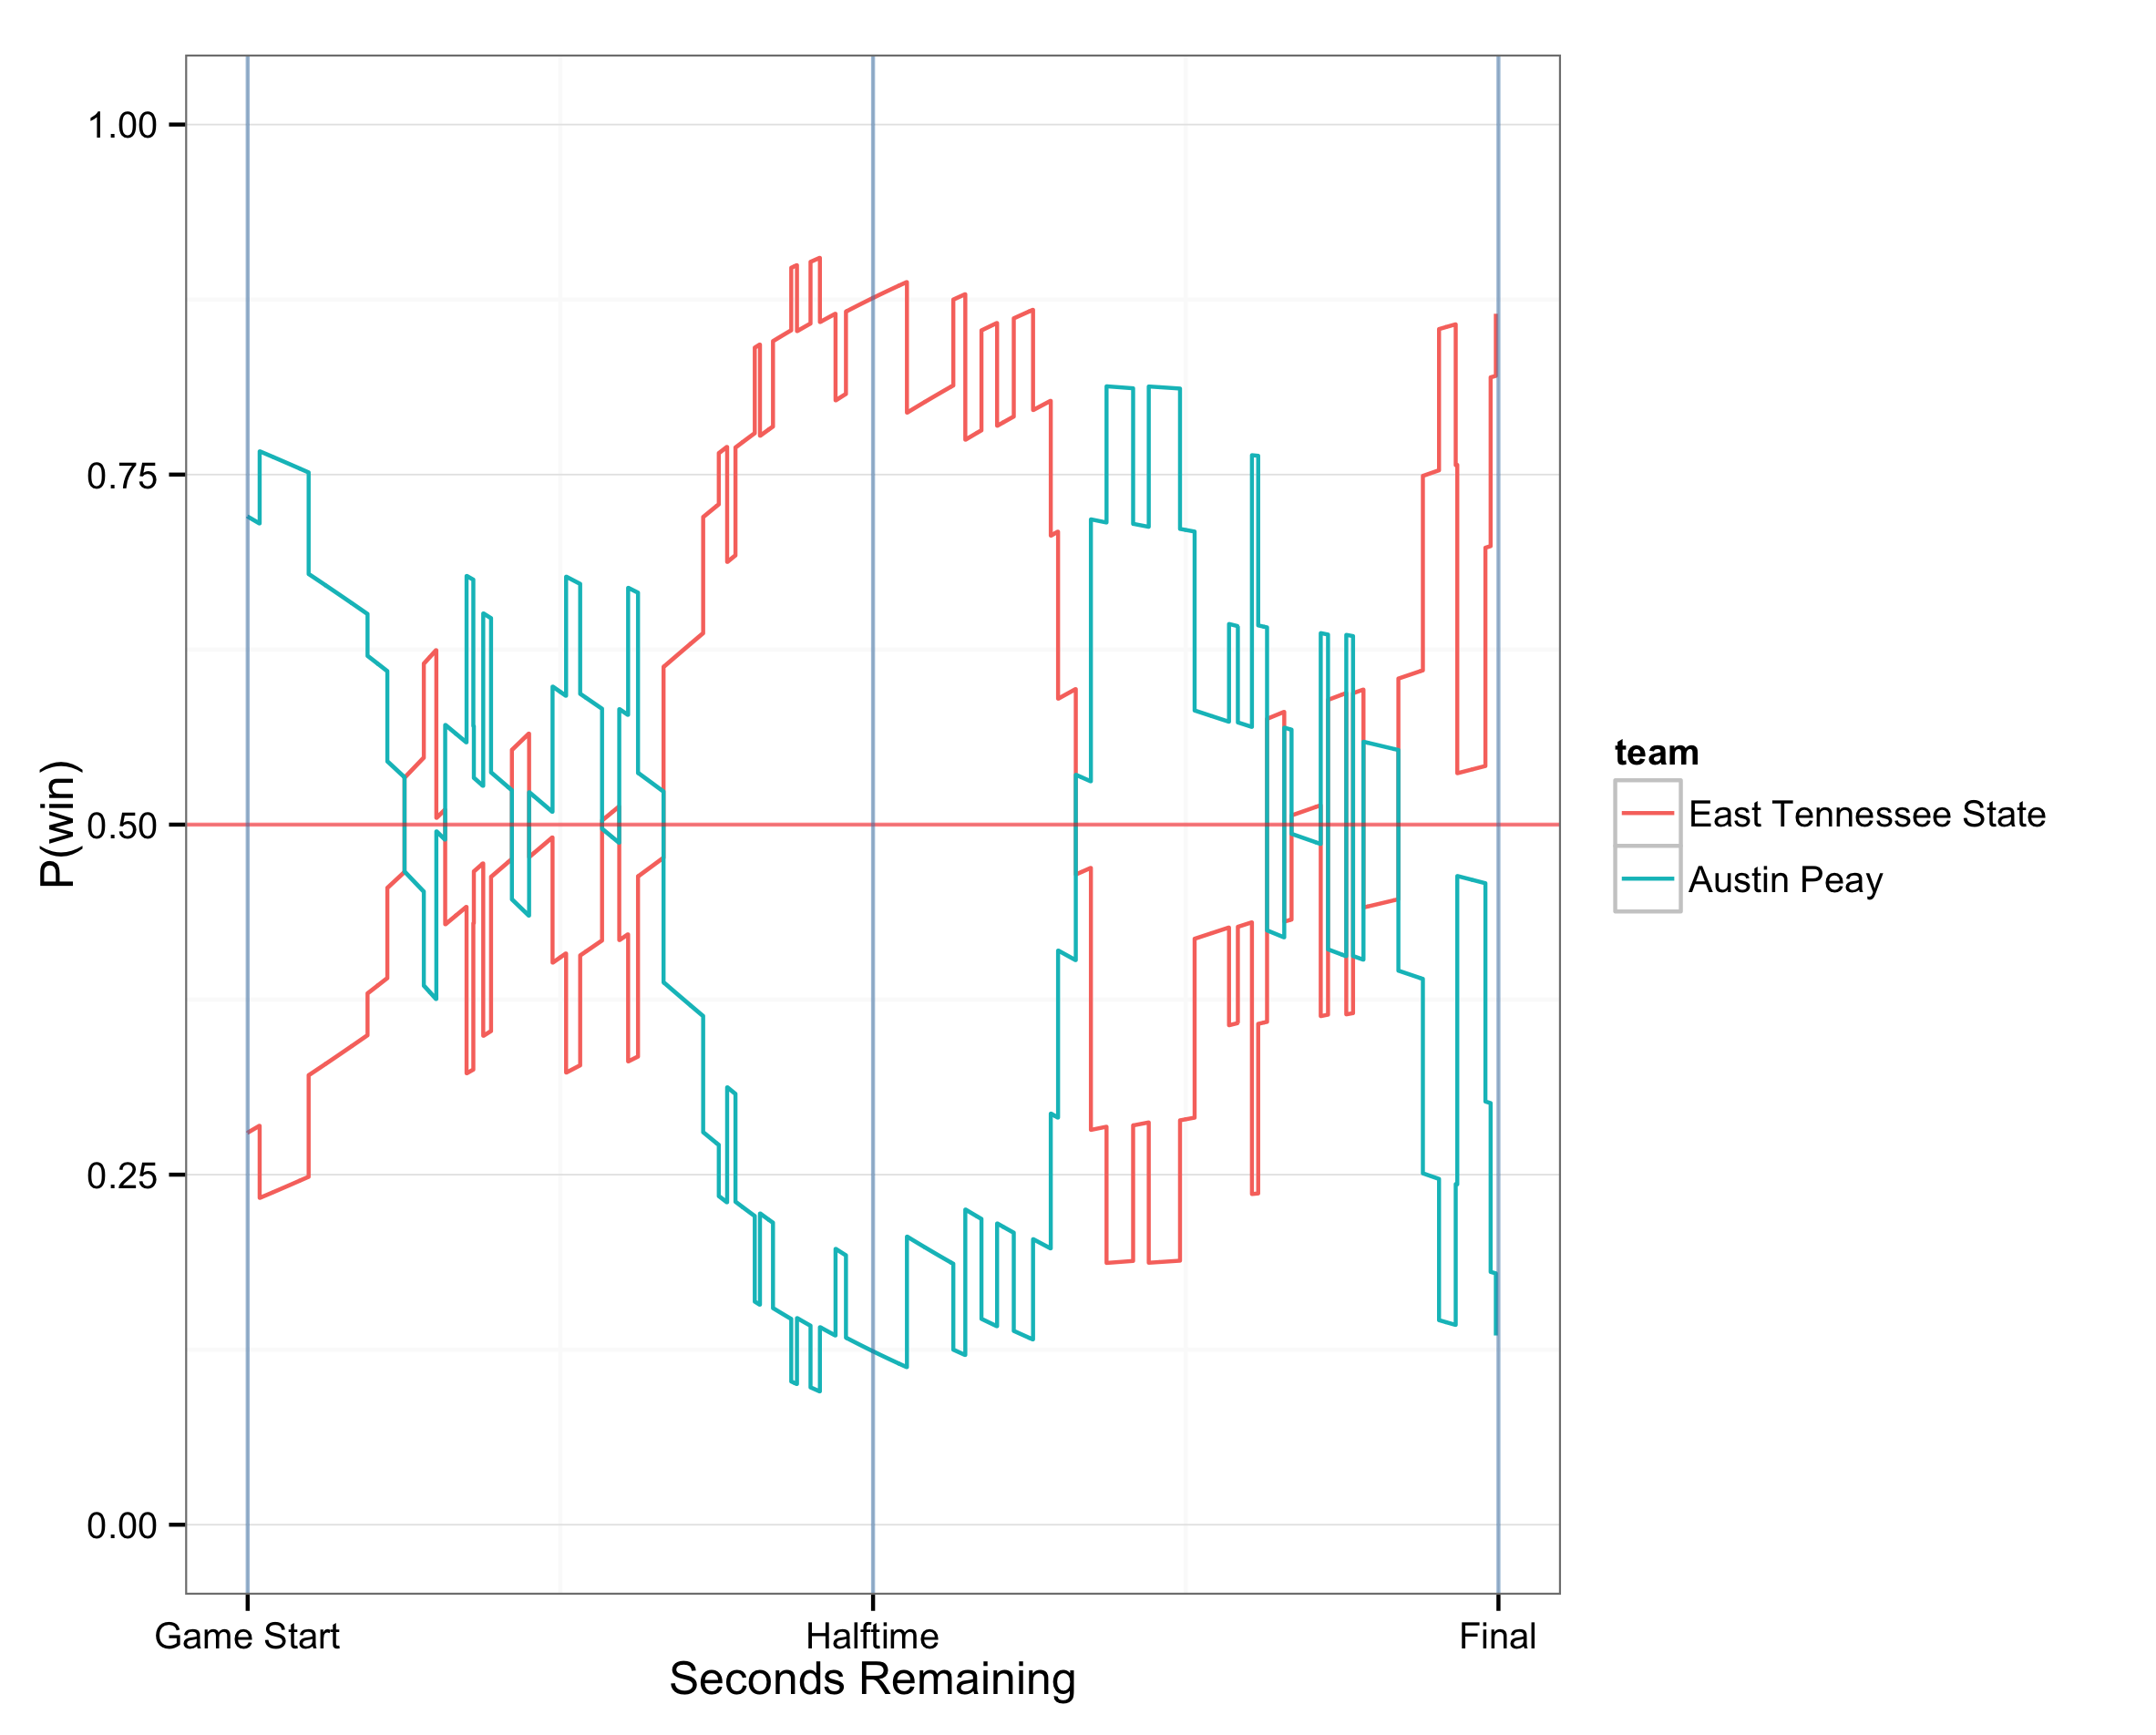 P(win)
1.00
0.75
0.50
0.25
0.00
Game Start
Halftime
Final
Seconds Remaining
team
East Tennessee State
Austin Peay